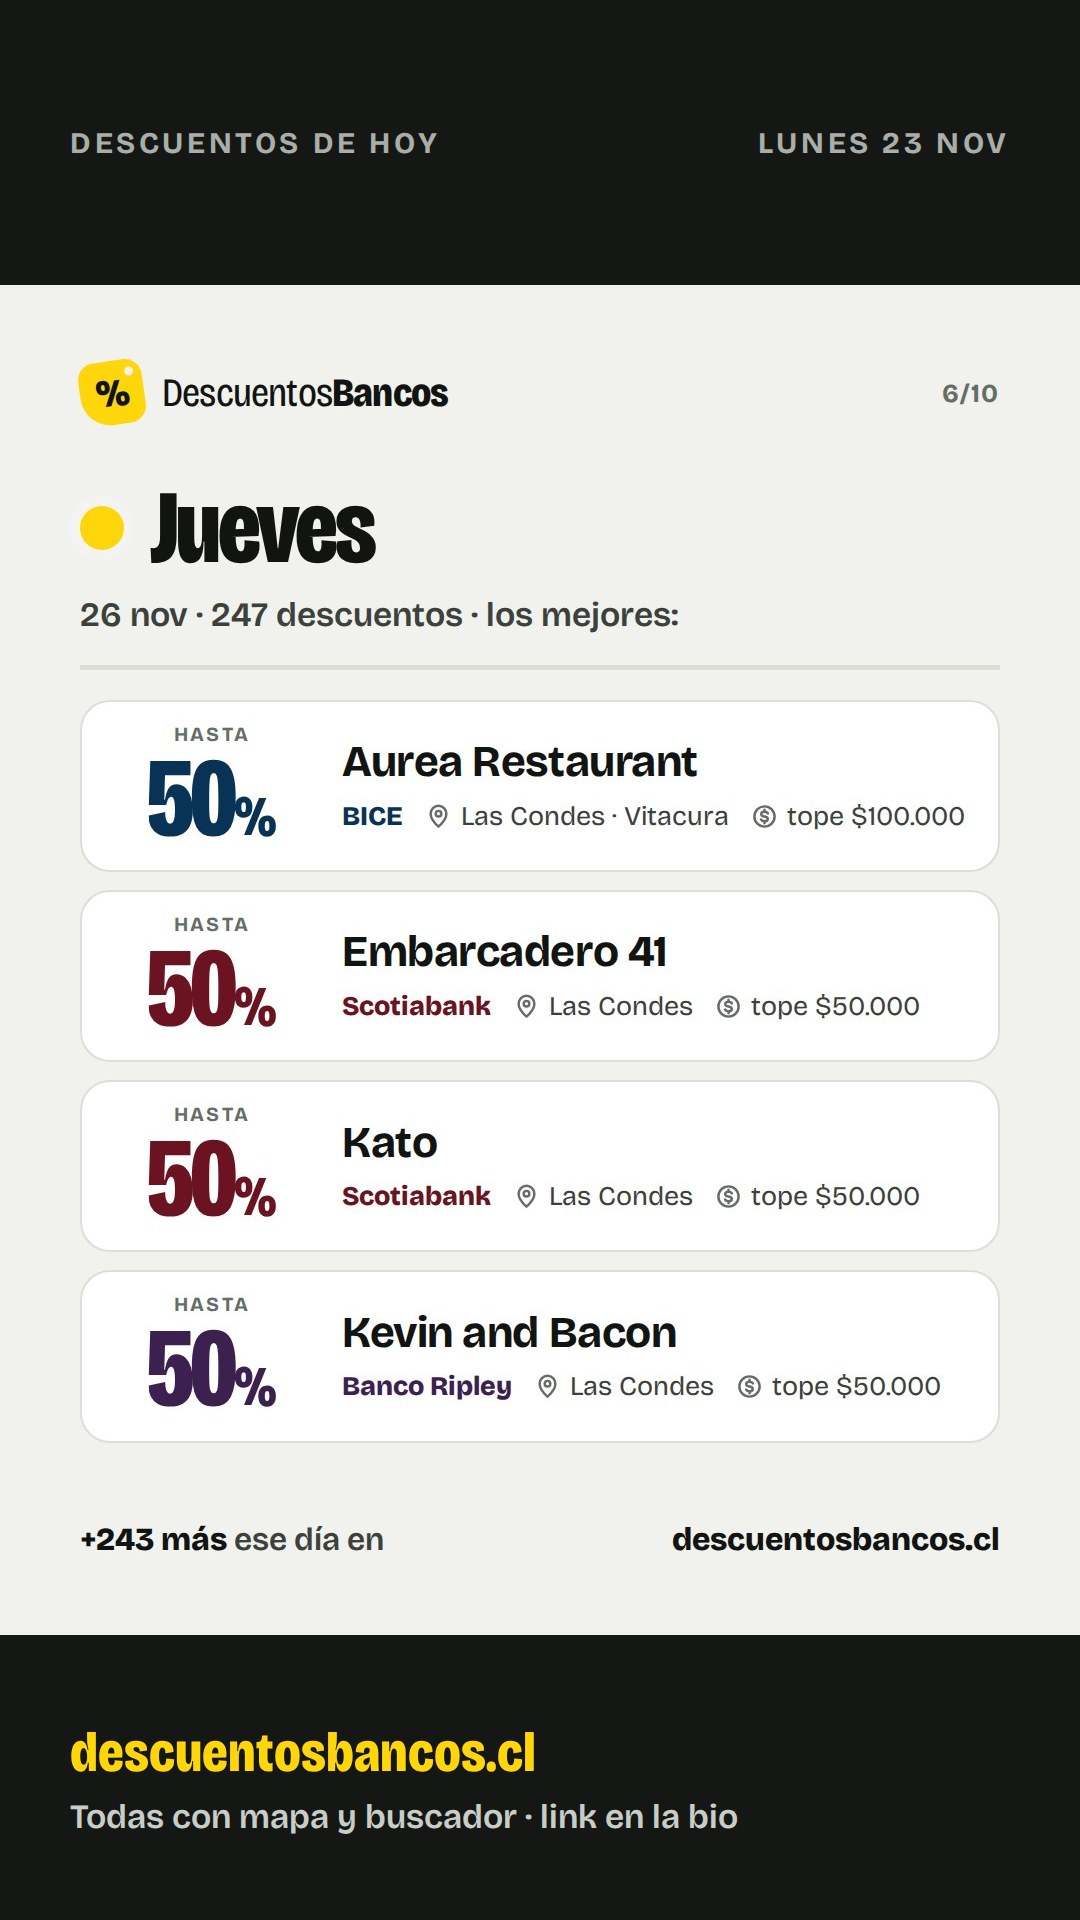 DESCUENTOS DE HOY LUNES 23 NOV
% DescuentosBancos 6/10
Jueves
26 nov · 247 descuentos · los mejores:
HASTA
50%
Aurea Restaurant
BICE Las Condes · Vitacura $ tope $100.000
HASTA
50%
Embarcadero 41
Scotiabank Las Condes $ tope $50.000
HASTA
50%
Kato
Scotiabank Las Condes $ tope $50.000
HASTA
50%
Kevin and Bacon
Banco Ripley Las Condes $ tope $50.000
+243 más ese día en descuentosbancos.cl
descuentosbancos.cl
Todas con mapa y buscador · link en la bio